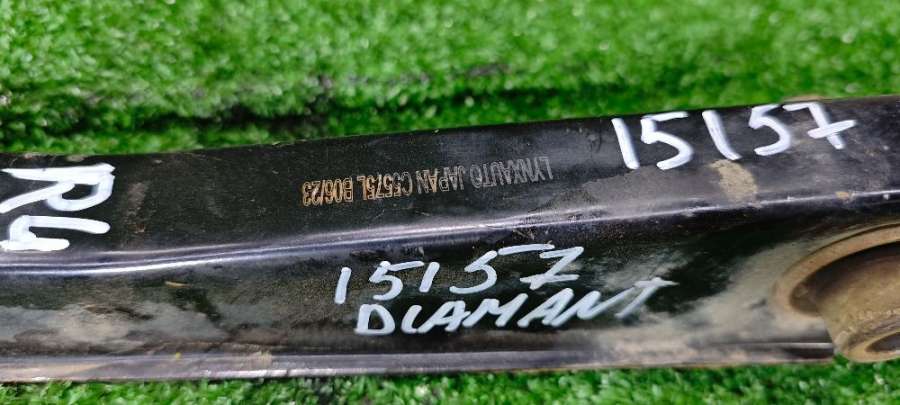 R4
LYNXAUTO JAPAN C5575L B06/23
15157
15157
DIAMANT